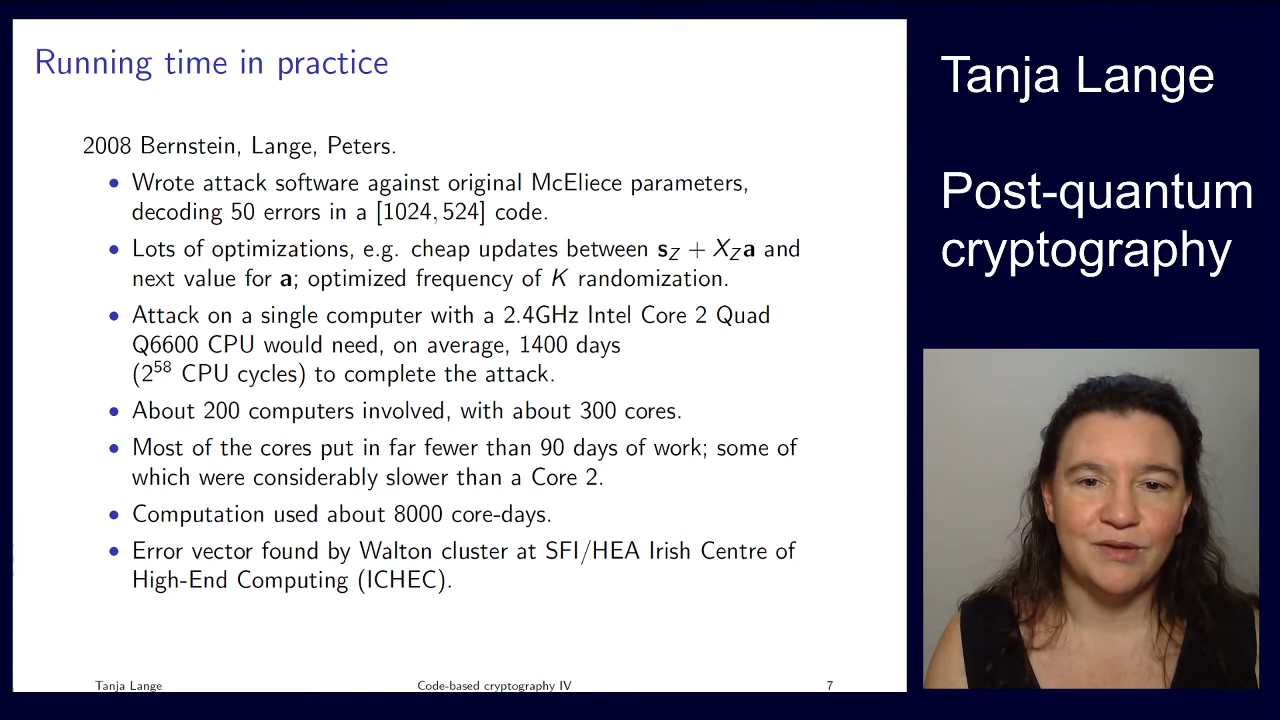 Running time in practice
2008 Bernstein, Lange, Peters.
• Wrote attack software against original McEliece parameters,
decoding 50 errors in a [1024, 524] code.
• Lots of optimizations, e.g. cheap updates between s_Z + X_Z a and
next value for a; optimized frequency of K randomization.
• Attack on a single computer with a 2.4GHz Intel Core 2 Quad
Q6600 CPU would need, on average, 1400 days
(2^58 CPU cycles) to complete the attack.
• About 200 computers involved, with about 300 cores.
• Most of the cores put in far fewer than 90 days of work; some of
which were considerably slower than a Core 2.
• Computation used about 8000 core-days.
• Error vector found by Walton cluster at SFI/HEA Irish Centre of
High-End Computing (ICHEC).
Tanja Lange
Code-based cryptography IV
7
Tanja Lange
Post-quantum
cryptography